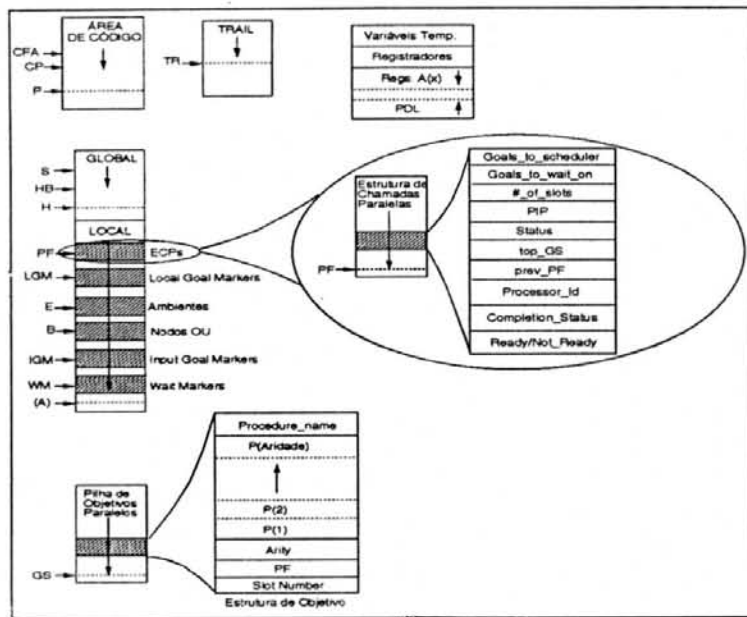 ÁREA
DE CÓDIGO
CFA
CP
P
TRAIL
TR
Variáveis Temp.
Registradores
Regs. A(x)
PDL
GLOBAL
S
HB
H
LOCAL
PF
ECPs
LGM
Local Goal Markers
E
Ambientes
B
Nodos OU
IGM
Input Goal Markers
WM
Wait Markers
(A)
Estrutura de
Chamadas
Paralelas
PF
Goals_to_scheduler
Goals_to_wait_on
#_of_slots
PIP
Status
top_GS
prev_PF
Processor_Id
Completion_Status
Ready/Not_Ready
Pilha de
Objetivos
Paralelos
GS
Procedure_name
P(Aridade)
P(2)
P(1)
Arity
PF
Slot Number
Estrutura de Objetivo